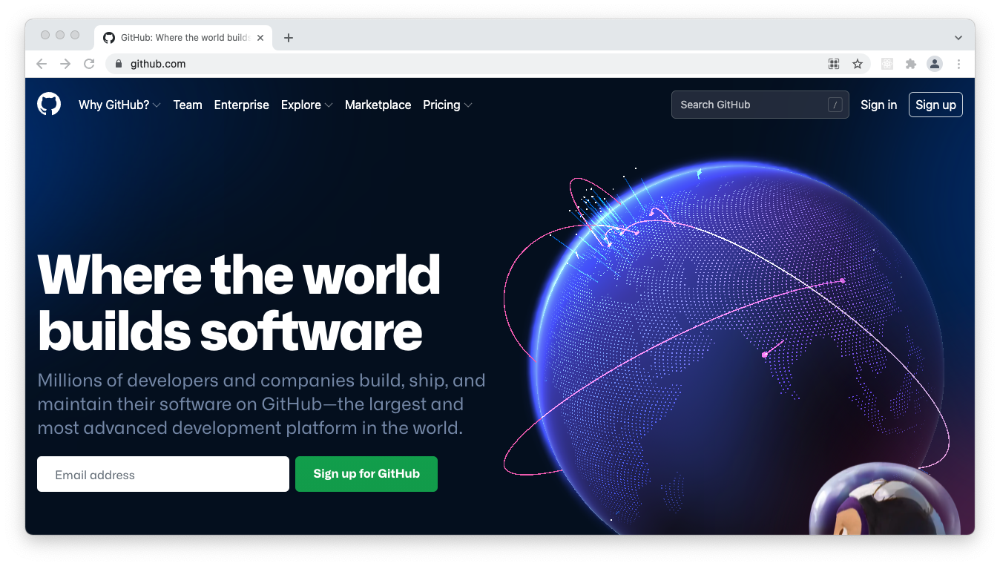 GitHub: Where the world builds
github.com
Why GitHub?
Team
Enterprise
Explore
Marketplace
Pricing
Search GitHub
/
Sign in
Sign up
Where the world
builds software
Millions of developers and companies build, ship, and
maintain their software on GitHub—the largest and
most advanced development platform in the world.
Email address
Sign up for GitHub